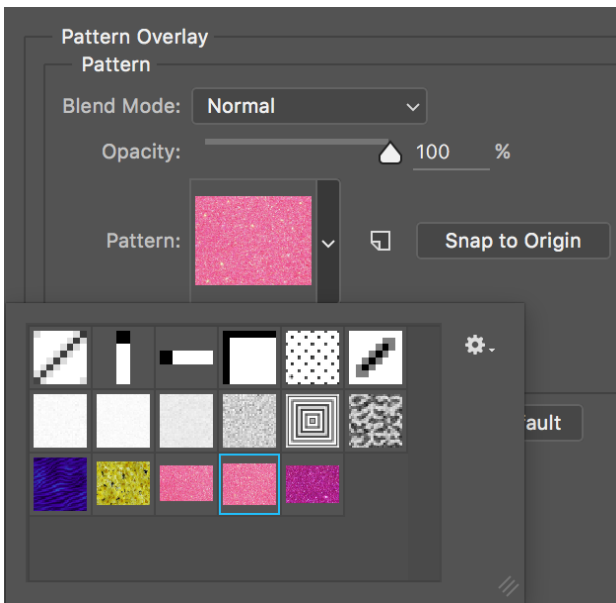 Pattern Overlay
Pattern
Blend Mode: Normal
Opacity: 100 %
Pattern: Snap to Origin